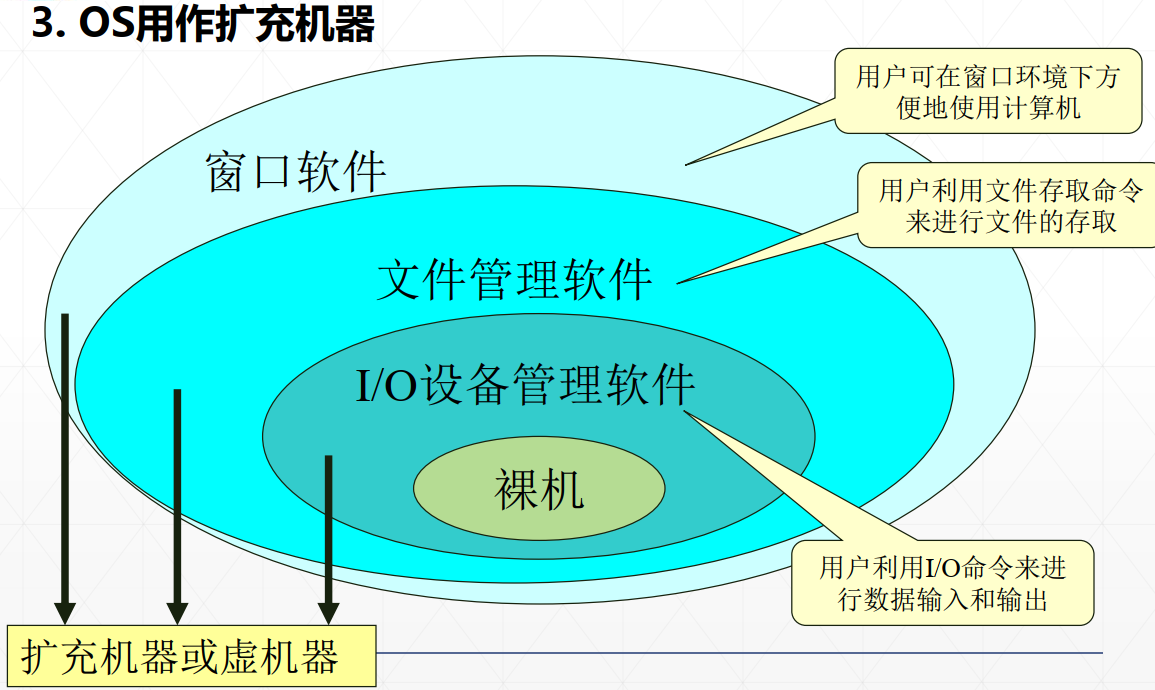 3. OS用作扩充机器
用户可在窗口环境下方
便地使用计算机
窗口软件
用户利用文件存取命令
来进行文件的存取
文件管理软件
I/O设备管理软件
裸机
用户利用I/O命令来进
行数据输入和输出
扩充机器或虚机器